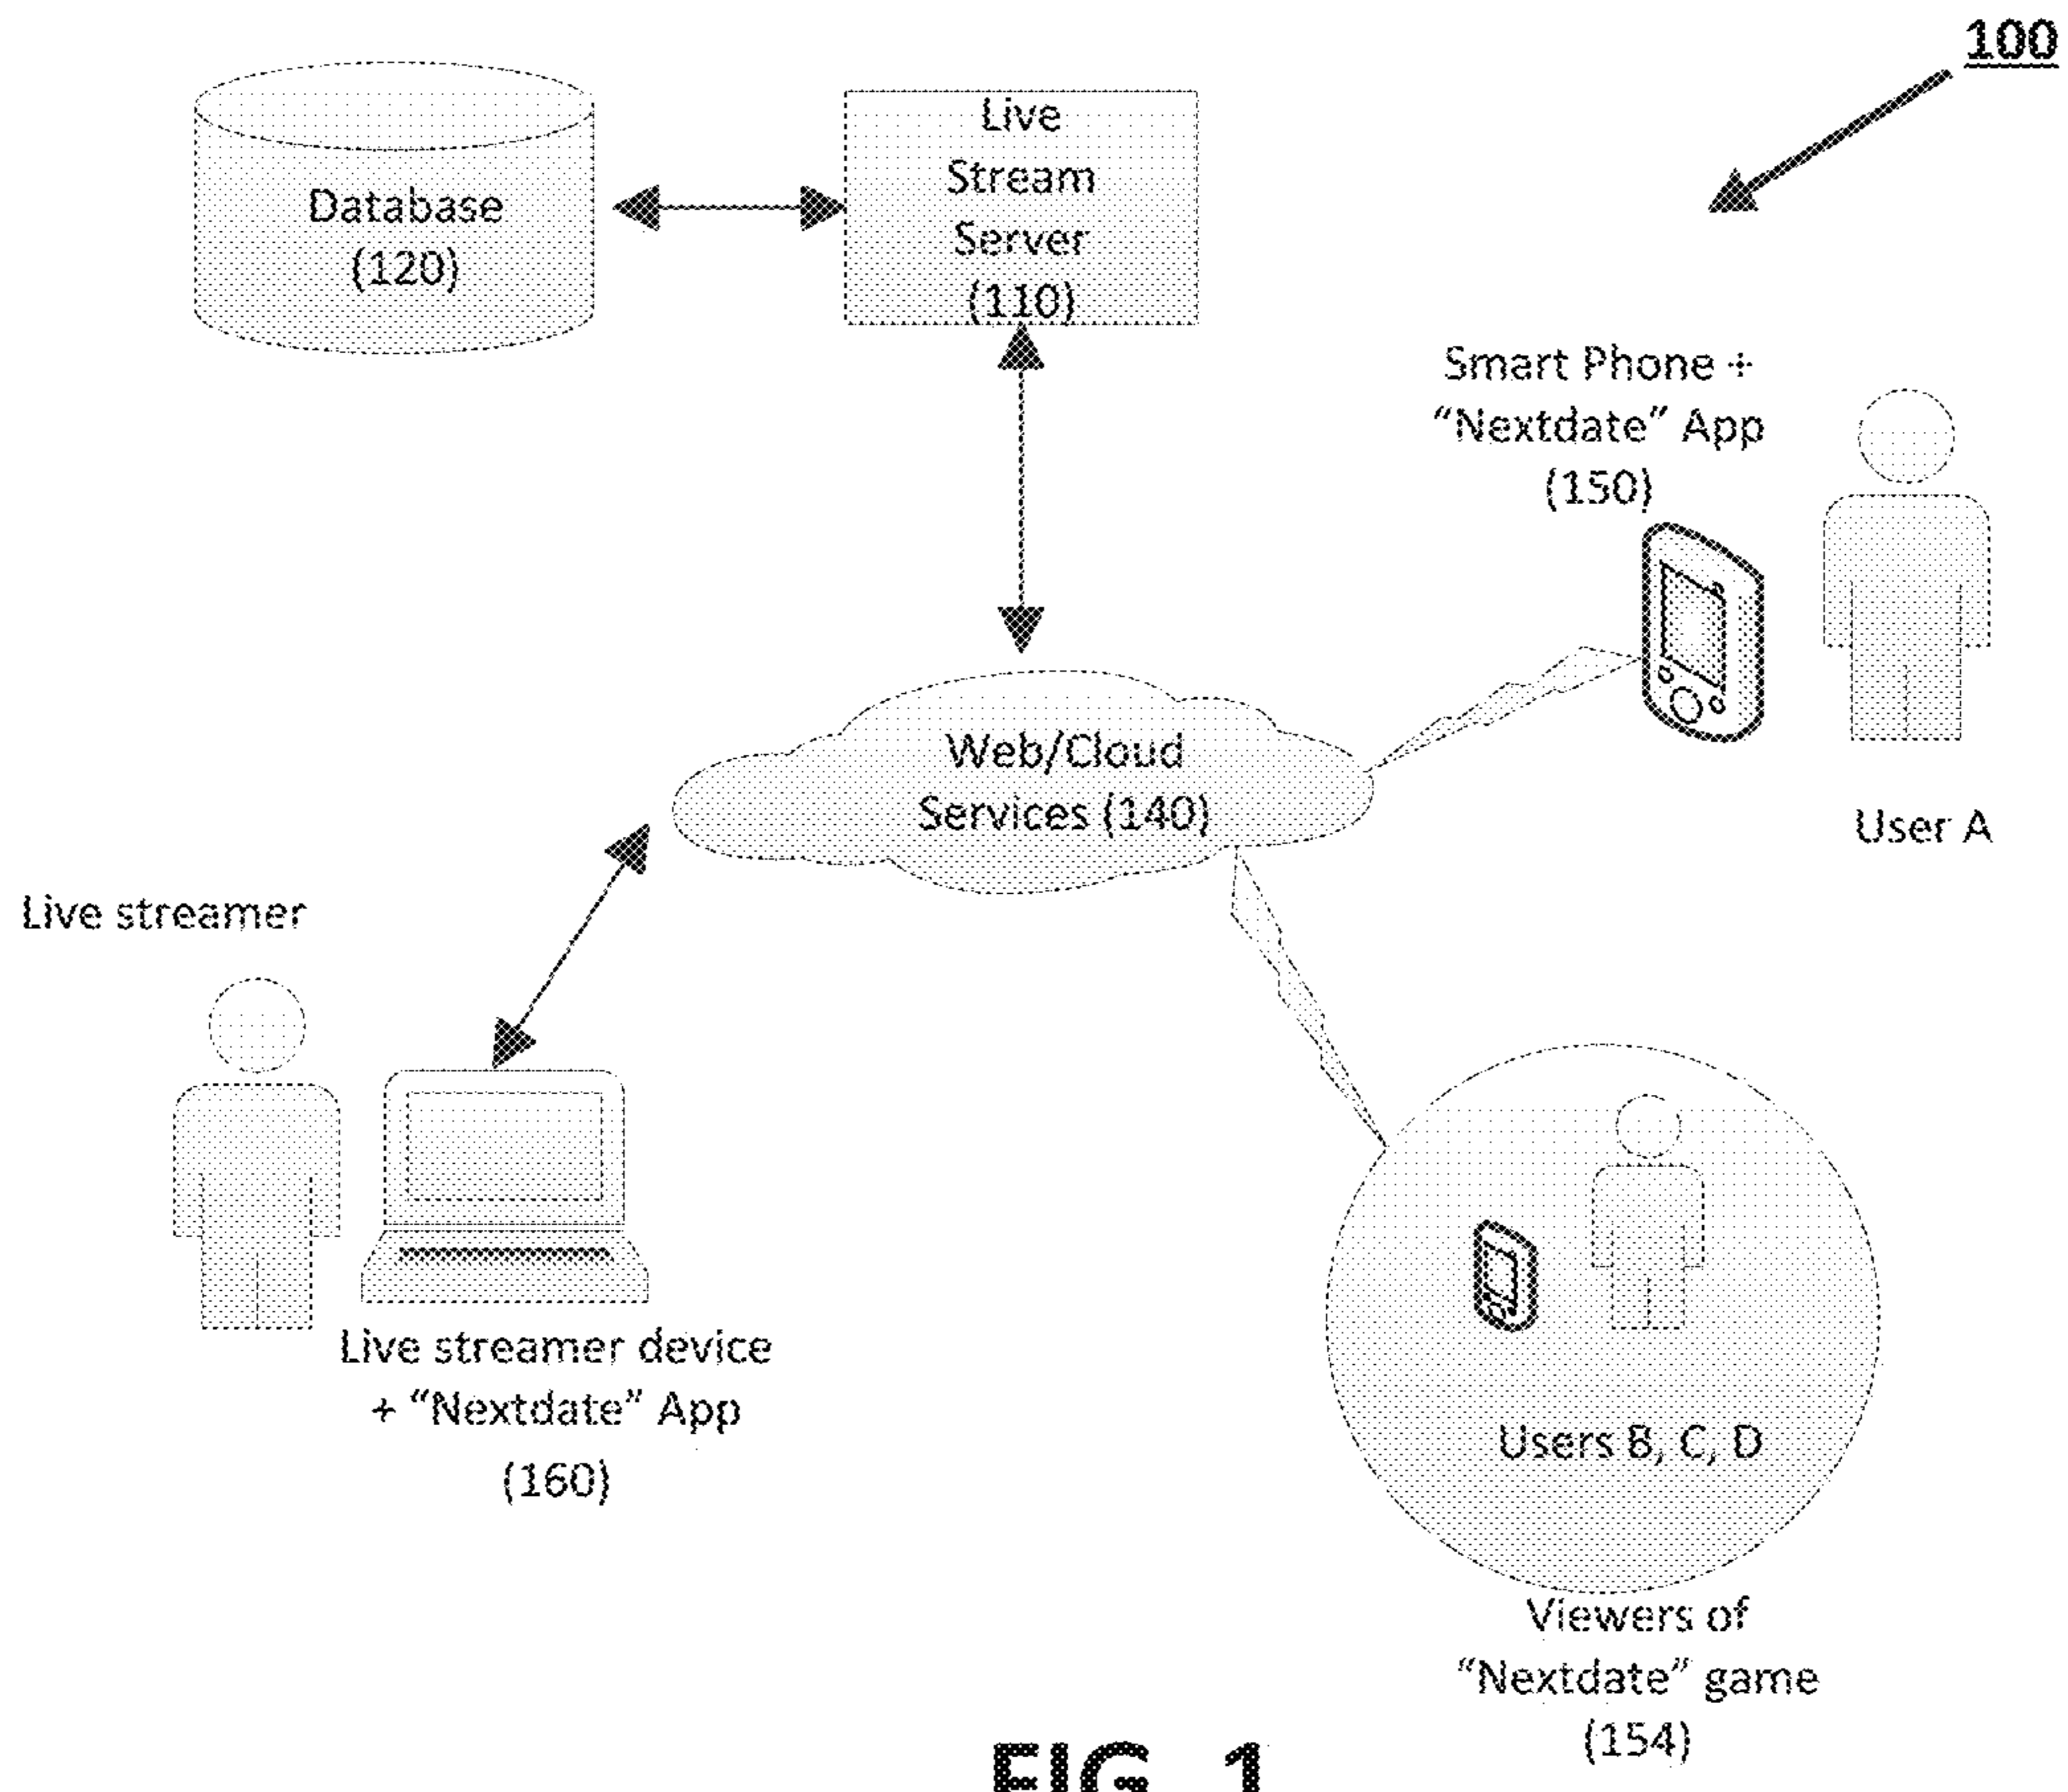 100
Database
(120)
Live
Stream
Server
(110)
Smart Phone +
“Nextdate” App
(150)
User A
Web/Cloud
Services (140)
Live streamer
Live streamer device
+ “Nextdate” App
(160)
Users B, C, D
Viewers of
“Nextdate” game
(154)
FIG. 1